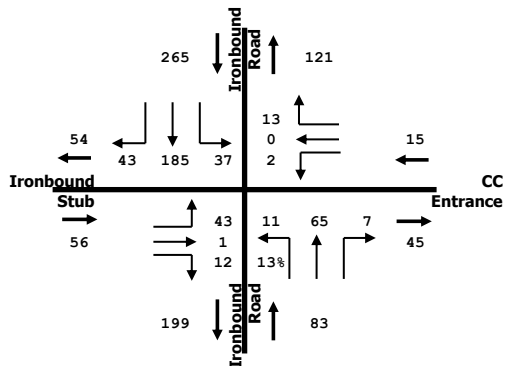 265
Ironbound
Road
121
13
54
0
15
43 185 37
2
Ironbound
Stub
CC
Entrance
43 11 65 7
56
1
45
12 13%
199
Ironbound
Road
83